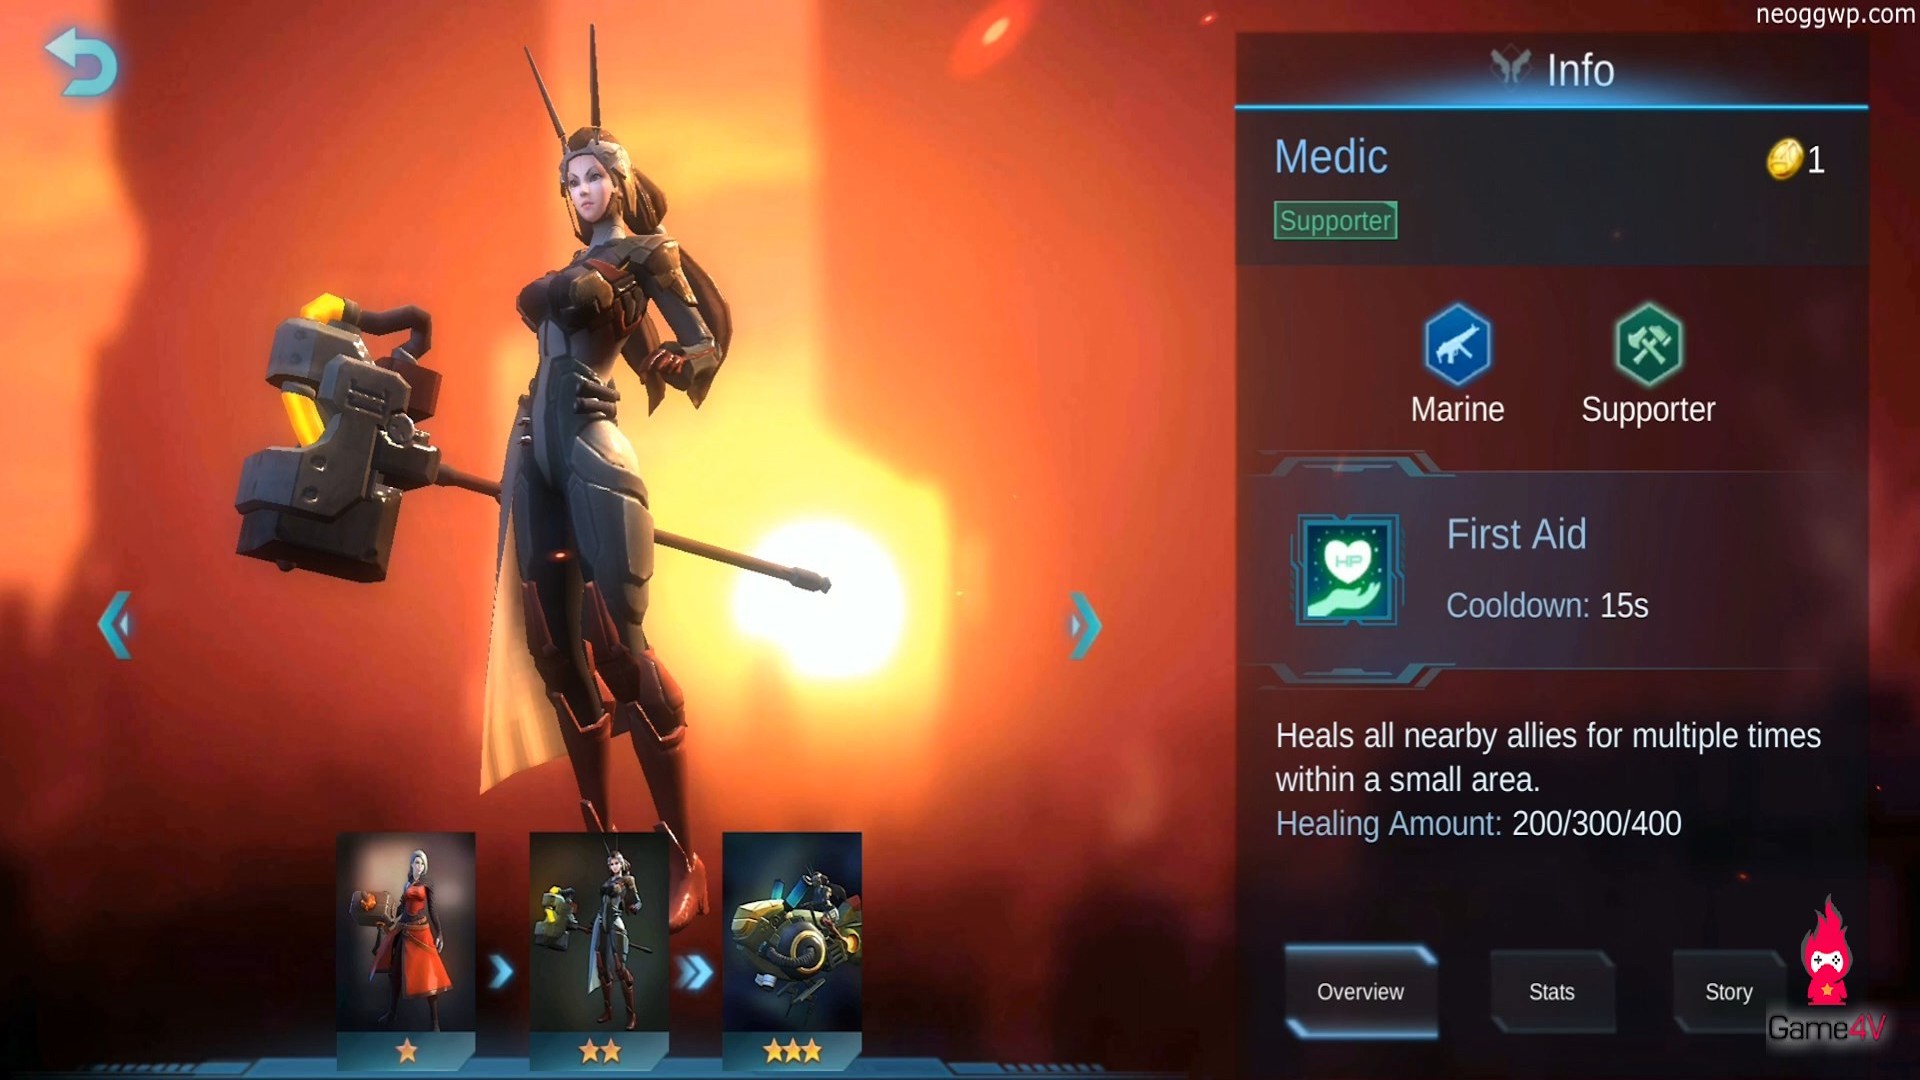 neoggwp.com
Info
Medic
1
Supporter
Marine
Supporter
HP
First Aid
Cooldown: 15s
Heals all nearby allies for multiple times
within a small area.
Healing Amount: 200/300/400
Overview
Stats
Story
Game4V